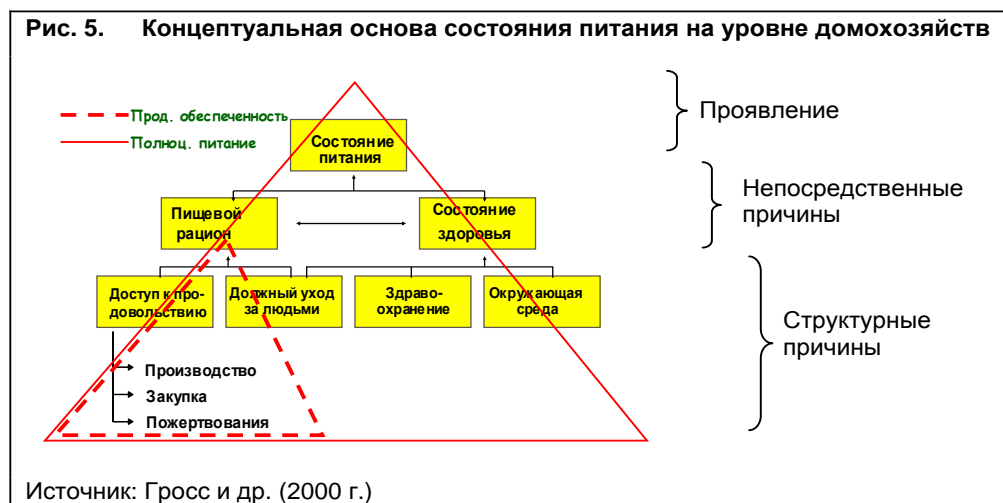 Рис. 5. Концептуальная основа состояния питания на уровне домохозяйств
Прод. обеспеченность
Полноц. питание
Состояние
питания
Проявление
Пищевой
рацион
Состояние
здоровья
Непосредственные
причины
Доступ к про-
довольствию
Должный уход
за людьми
Здраво-
охранение
Окружающая
среда
Структурные
причины
Производство
Закупка
Пожертвования
Источник: Гросс и др. (2000 г.)